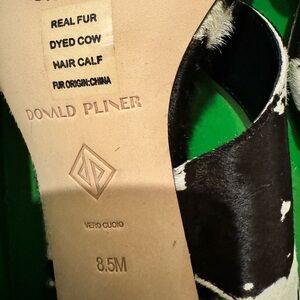 REAL FUR
DYED COW
HAIR CALF
FUR ORIGIN:CHINA
DONALD PLINER
VERO CUOIO
8.5M